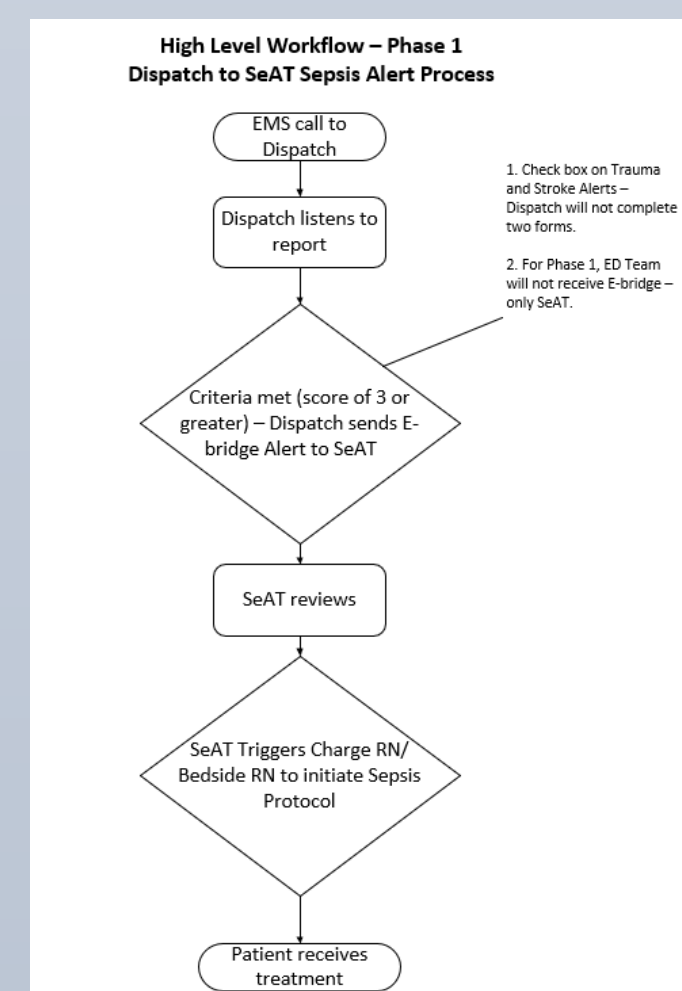 High Level Workflow – Phase 1
Dispatch to SeAT Sepsis Alert Process
EMS call to
Dispatch
Dispatch listens to
report
1. Check box on Trauma
and Stroke Alerts –
Dispatch will not complete
two forms.
2. For Phase 1, ED Team
will not receive E-bridge –
only SeAT.
Criteria met (score of 3 or
greater) – Dispatch sends E-
bridge Alert to SeAT
SeAT reviews
SeAT Triggers Charge RN/
Bedside RN to initiate Sepsis
Protocol
Patient receives
treatment